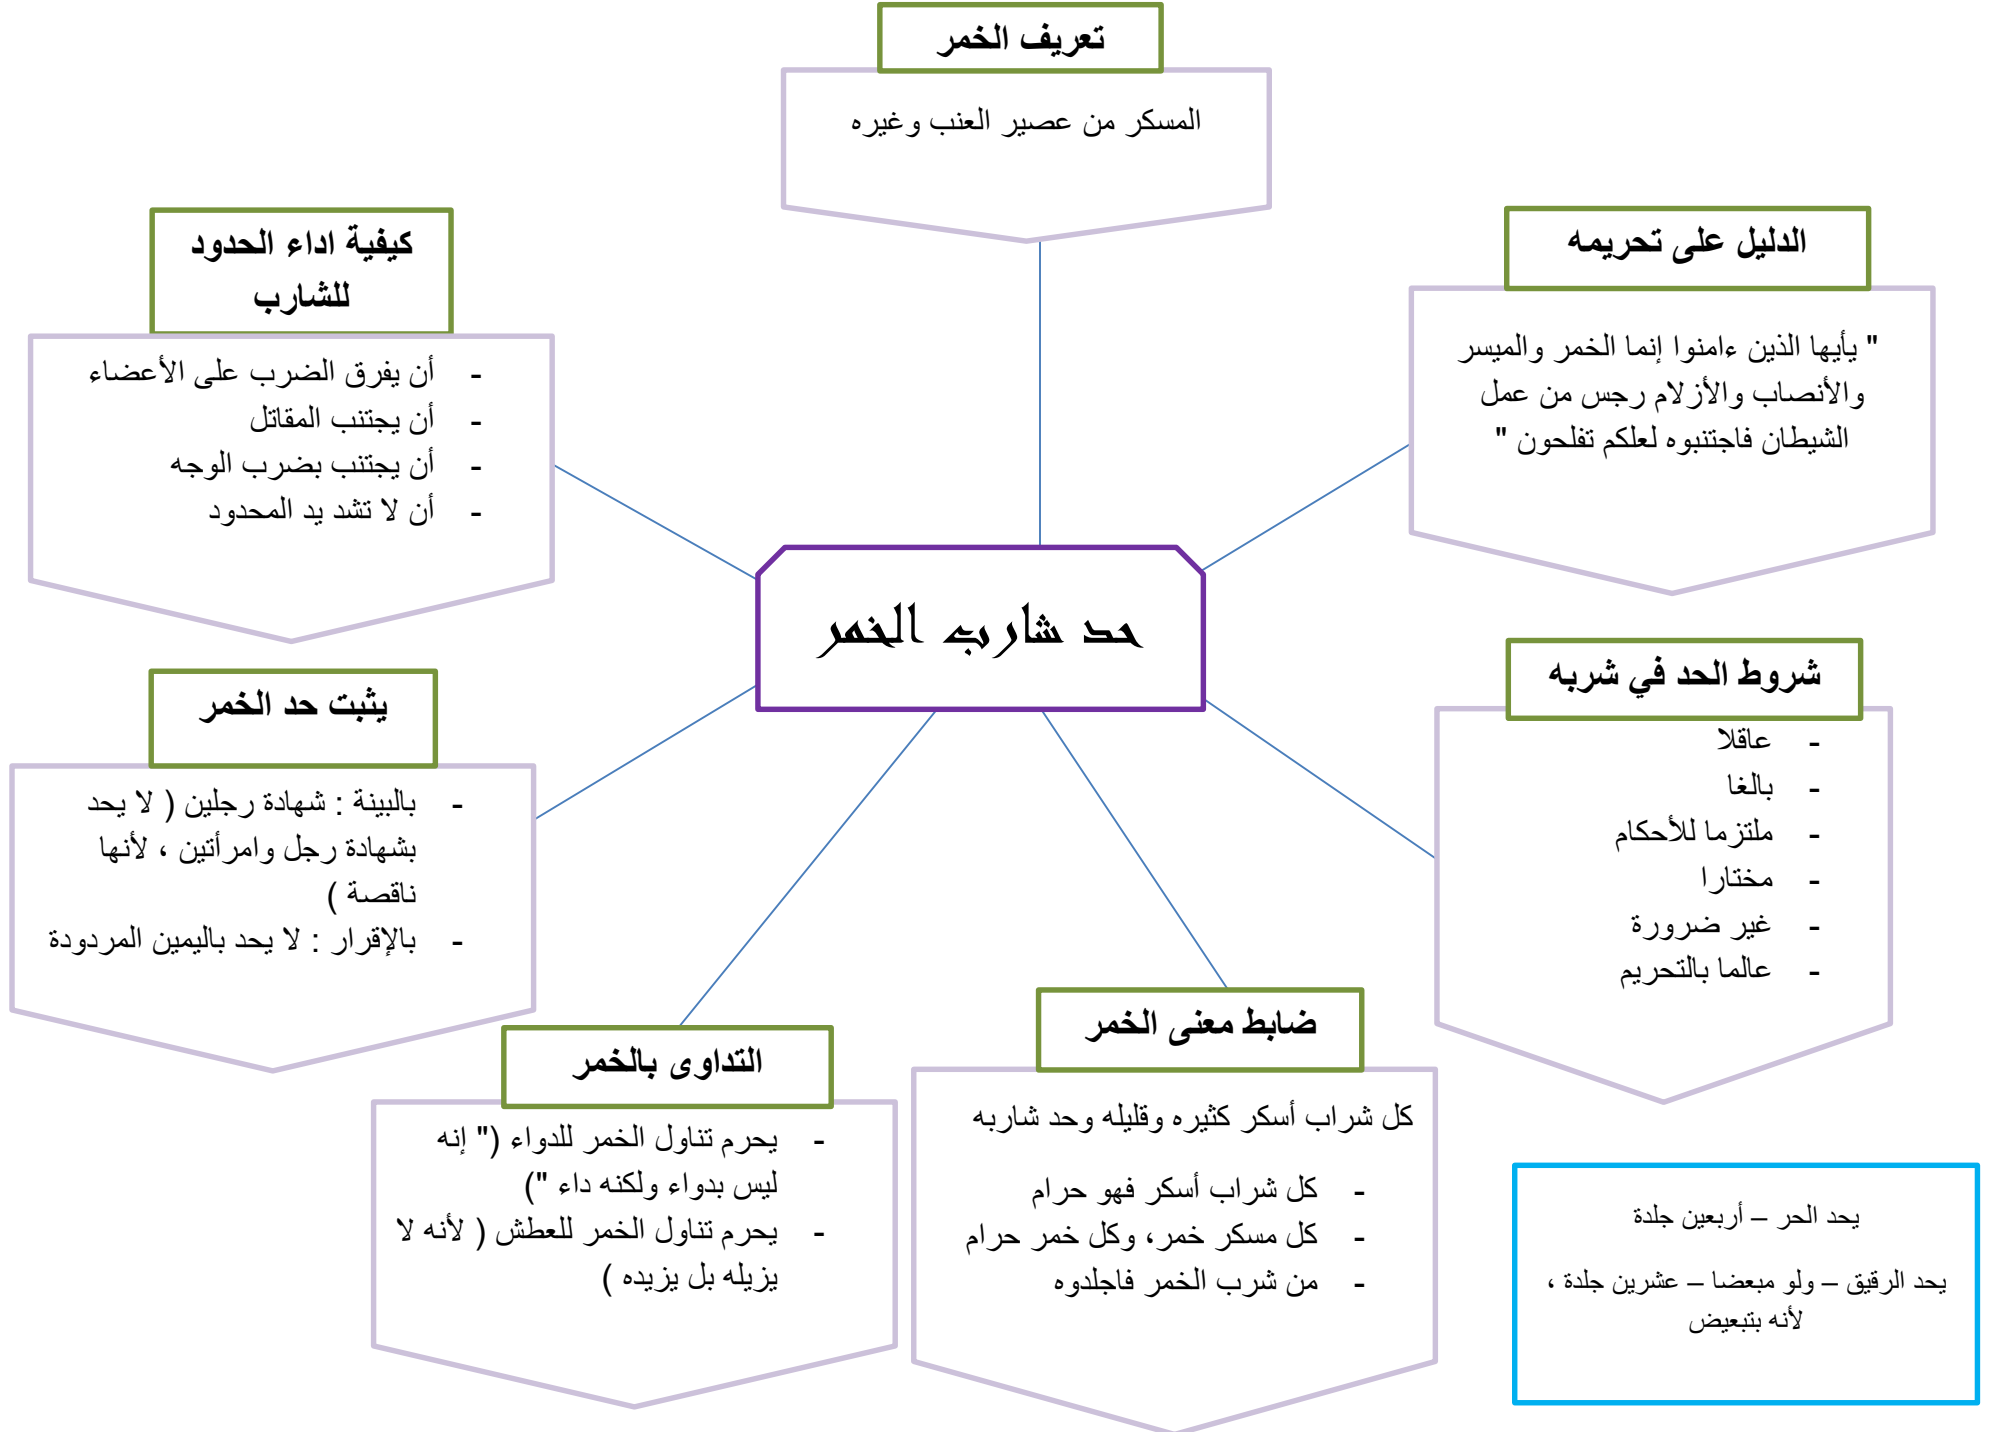 تعريف الخمر
المسكر من عصير العنب وغيره
الدليل على تحريمه
" يأيها الذين ءامنوا إنما الخمر والميسر
والأنصاب والأزلام رجس من عمل
الشيطان فاجتنبوه لعلكم تفلحون "
كيفية اداء الحدود
للشارب
- أن يفرق الضرب على الأعضاء
- أن يجتنب المقاتل
- أن يجتنب بضرب الوجه
- أن لا تشد يد المحدود
حد شارب الخمر
شروط الحد في شربه
- عاقلا
- بالغا
- ملتزما للأحكام
- مختارا
- غير ضرورة
- عالما بالتحريم
يثبت حد الخمر
- بالبينة : شهادة رجلين ( لا يحد
بشهادة رجل وامرأتين ، لأنها
ناقصة )
- بالإقرار : لا يحد باليمين المردودة
ضابط معنى الخمر
كل شراب أسكر كثيره وقليله وحد شاربه
- كل شراب أسكر فهو حرام
- كل مسكر خمر، وكل خمر حرام
- من شرب الخمر فاجلدوه
التداوى بالخمر
- يحرم تناول الخمر للدواء (" إنه
ليس بدواء ولكنه داء ")
- يحرم تناول الخمر للعطش ( لأنه لا
يزيله بل يزيده )
يحد الحر – أربعين جلدة
يحد الرقيق – ولو مبعضا – عشرين جلدة ،
لأنه بتبعيض